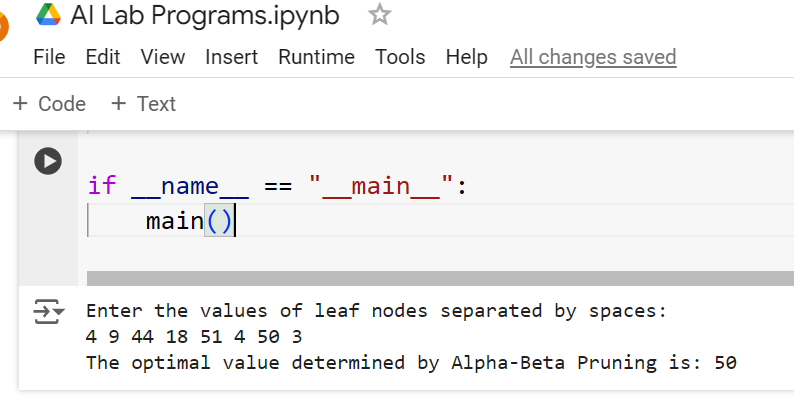 AI Lab Programs.ipynb
File Edit View Insert Runtime Tools Help All changes saved
+ Code + Text
if __name__ == "__main__":
    main()
Enter the values of leaf nodes separated by spaces:
4 9 44 18 51 4 50 3
The optimal value determined by Alpha-Beta Pruning is: 50